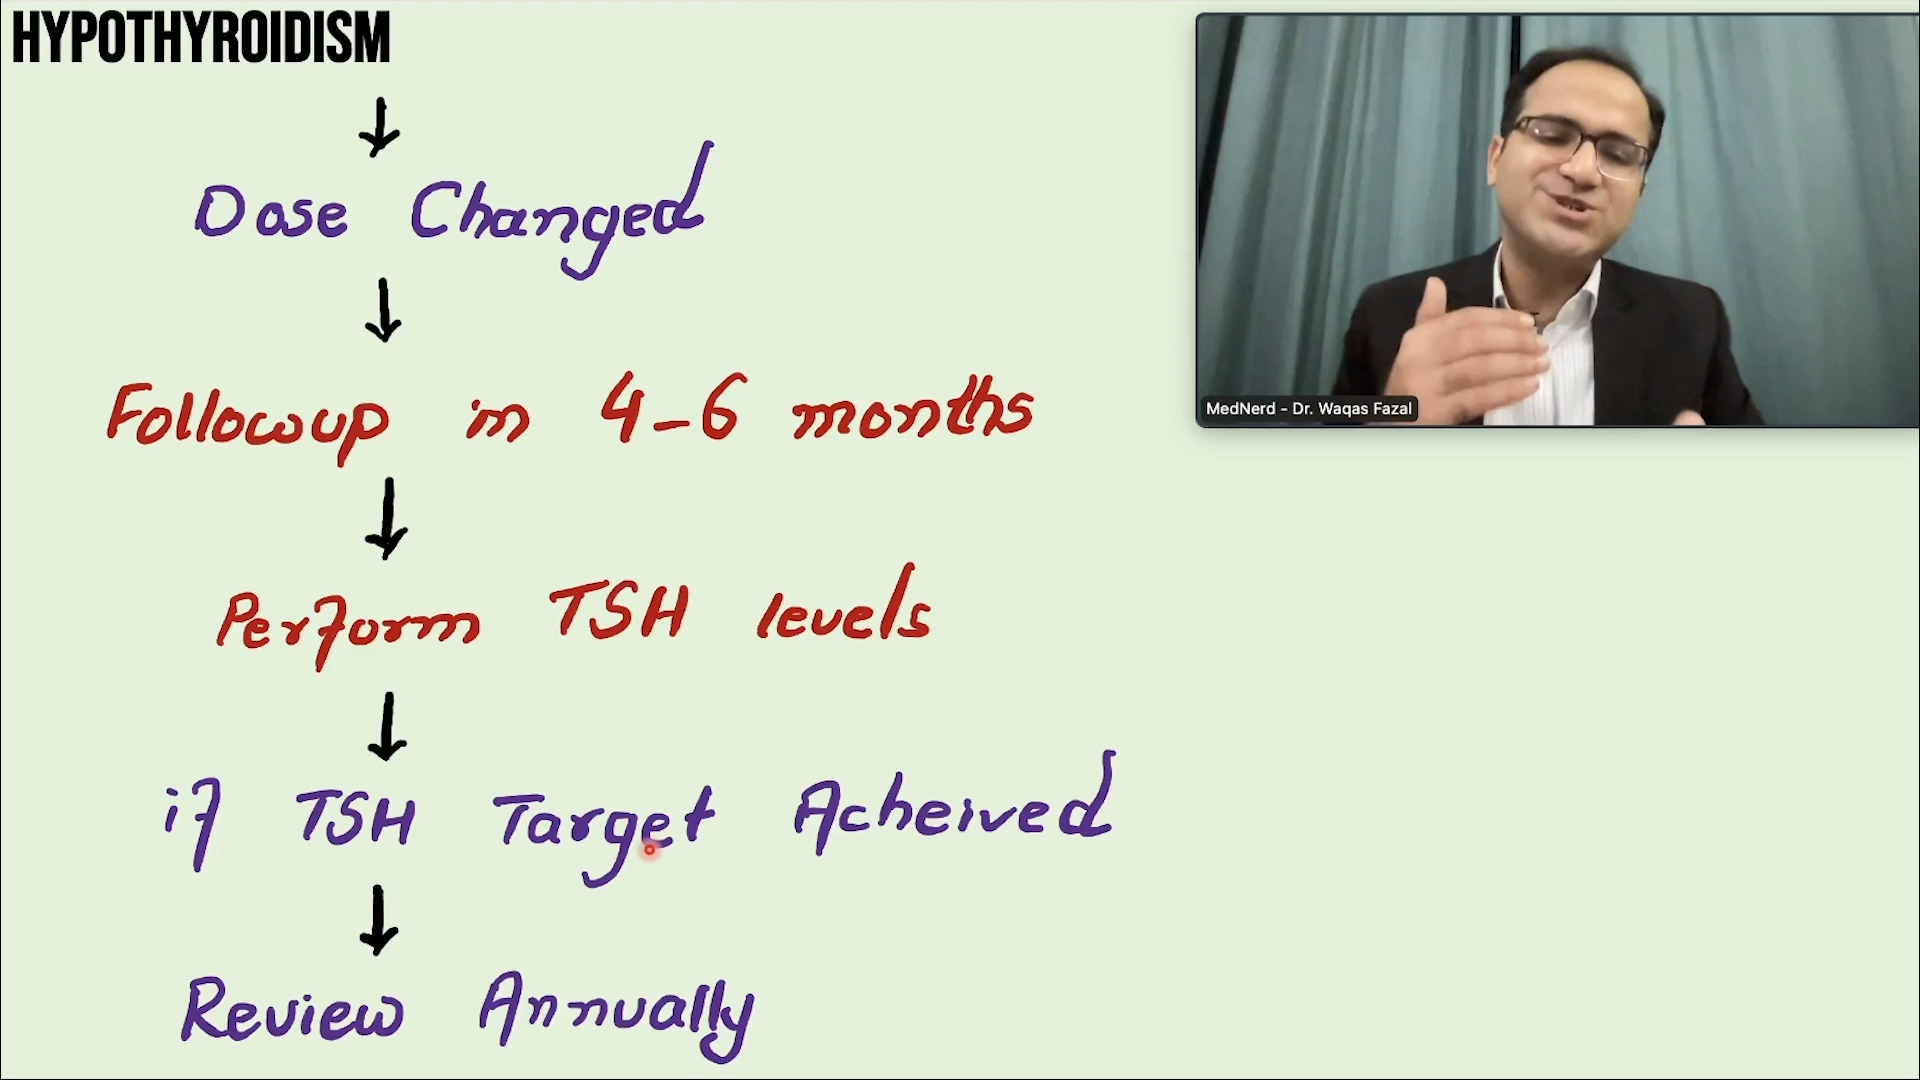 HYPOTHYROIDISM
Dose Changed
Followup in 4-6 months
Perform TSH levels
if TSH Target Acheived
Review Annually
MedNerd - Dr. Waqas Fazal